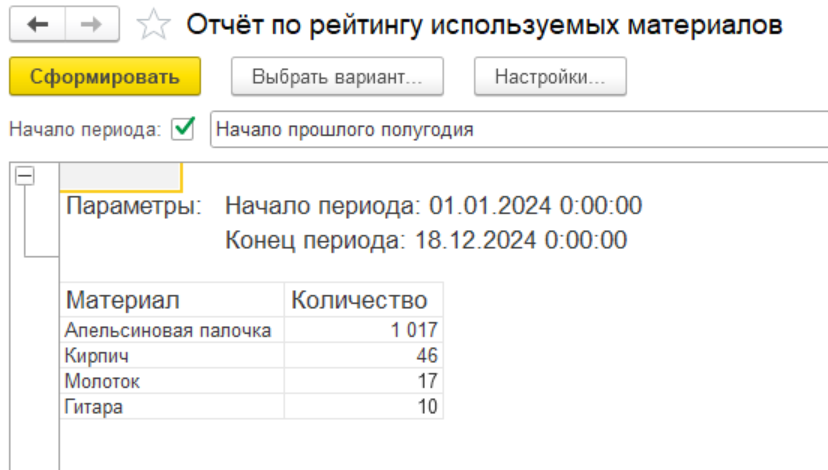 Отчёт по рейтингу используемых материалов
Сформировать Выбрать вариант... Настройки...
Начало периода: Начало прошлого полугодия
Параметры: Начало периода: 01.01.2024 0:00:00
Конец периода: 18.12.2024 0:00:00
Материал Количество
Апельсиновая палочка 1 017
Кирпич 46
Молоток 17
Гитара 10